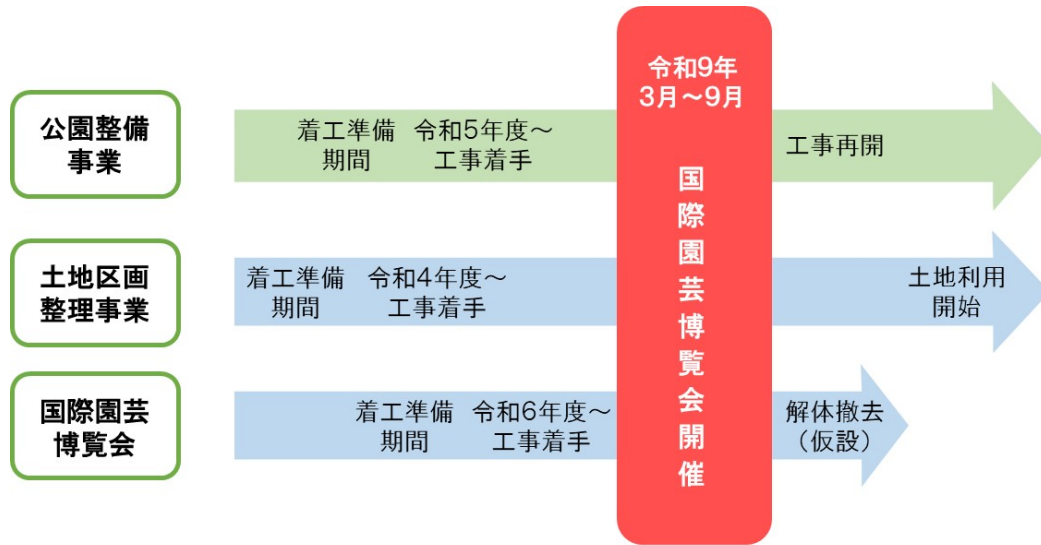 公園整備
事業
着工準備
期間
令和5年度～
工事着手
工事再開
土地区画
整理事業
着工準備
期間
令和4年度～
工事着手
土地利用
開始
国際園芸
博覧会
着工準備
期間
令和6年度～
工事着手
解体撤去
（仮設）
令和9年
3月～9月
国際園芸博覧会開催